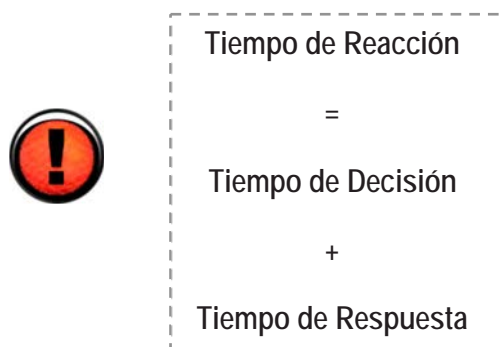 Tiempo de Reacción
=
Tiempo de Decisión
+
Tiempo de Respuesta
!